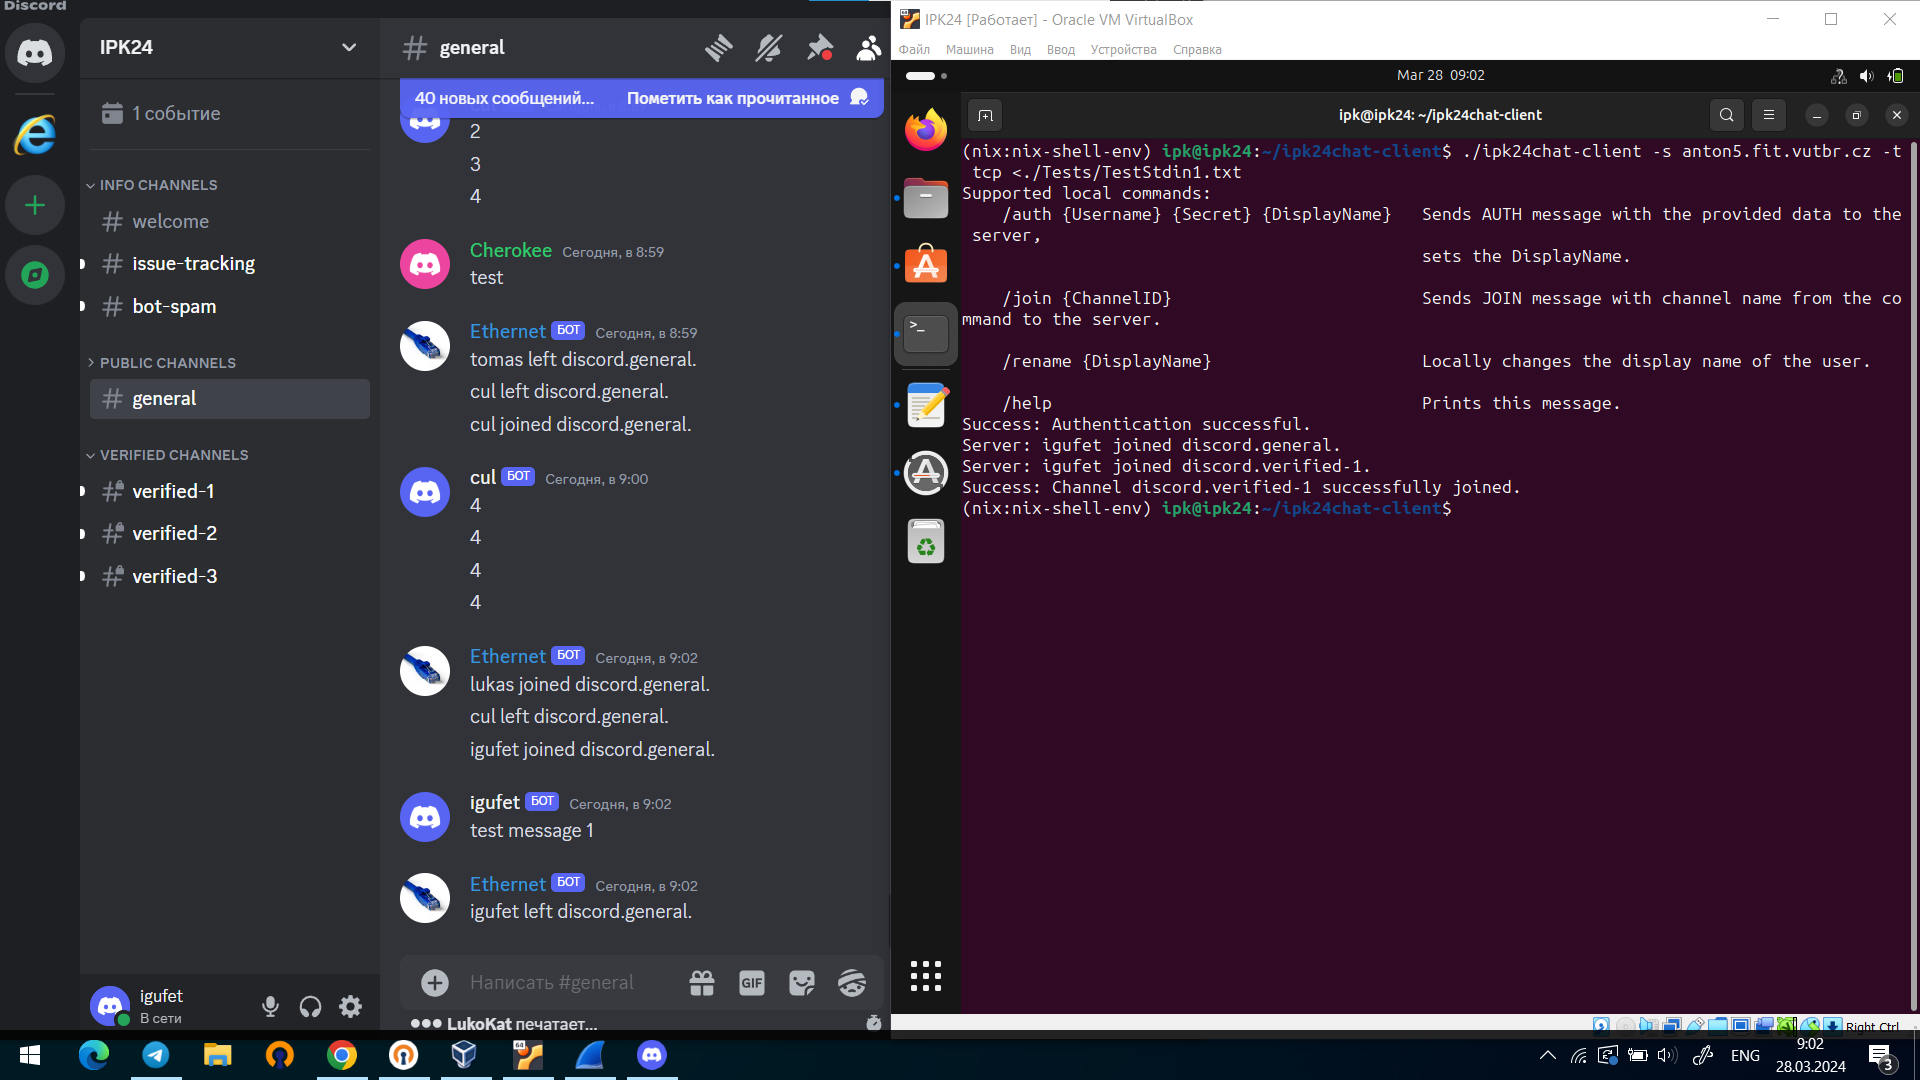 Discord
IPK24
1 событие
INFO CHANNELS
welcome
issue-tracking
bot-spam
PUBLIC CHANNELS
general
VERIFIED CHANNELS
verified-1
verified-2
verified-3
igufet
В сети
general
40 новых сообщений... Пометить как прочитанное
2
3
4
Cherokee Сегодня, в 8:59
test
Ethernet БОТ Сегодня, в 8:59
tomas left discord.general.
cul left discord.general.
cul joined discord.general.
cul БОТ Сегодня, в 9:00
4
4
4
4
Ethernet БОТ Сегодня, в 9:02
lukas joined discord.general.
cul left discord.general.
igufet joined discord.general.
igufet БОТ Сегодня, в 9:02
test message 1
Ethernet БОТ Сегодня, в 9:02
igufet left discord.general.
Написать #general
GIF
LukoKat печатает...
IPK24 [Работает] - Oracle VM VirtualBox
Файл Машина Вид Ввод Устройства Справка
Mar 28 09:02
ipk@ipk24: ~/ipk24chat-client
(nix:nix-shell-env) ipk@ipk24:~/ipk24chat-client$ ./ipk24chat-client -s anton5.fit.vutbr.cz -t
tcp <./Tests/TestStdin1.txt
Supported local commands:
/auth {Username} {Secret} {DisplayName} Sends AUTH message with the provided data to the
server,
sets the DisplayName.
/join {ChannelID} Sends JOIN message with channel name from the co
mmand to the server.
/rename {DisplayName} Locally changes the display name of the user.
/help Prints this message.
Success: Authentication successful.
Server: igufet joined discord.general.
Server: igufet joined discord.verified-1.
Success: Channel discord.verified-1 successfully joined.
(nix:nix-shell-env) ipk@ipk24:~/ipk24chat-client$
Right Ctrl
ENG
9:02
28.03.2024
3